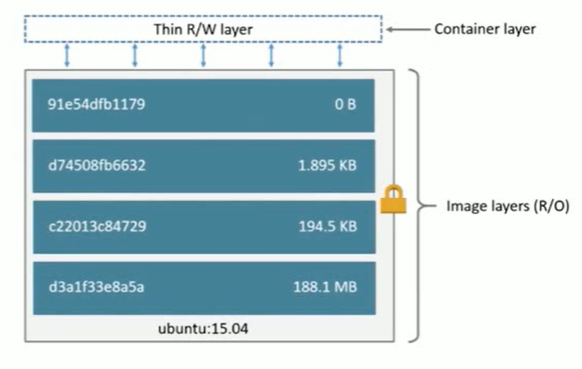 Thin R/W layer
Container layer
91e54dfb1179 0 B
d74508fb6632 1.895 KB
c22013c84729 194.5 KB
d3a1f33e8a5a 188.1 MB
Image layers (R/O)
ubuntu:15.04